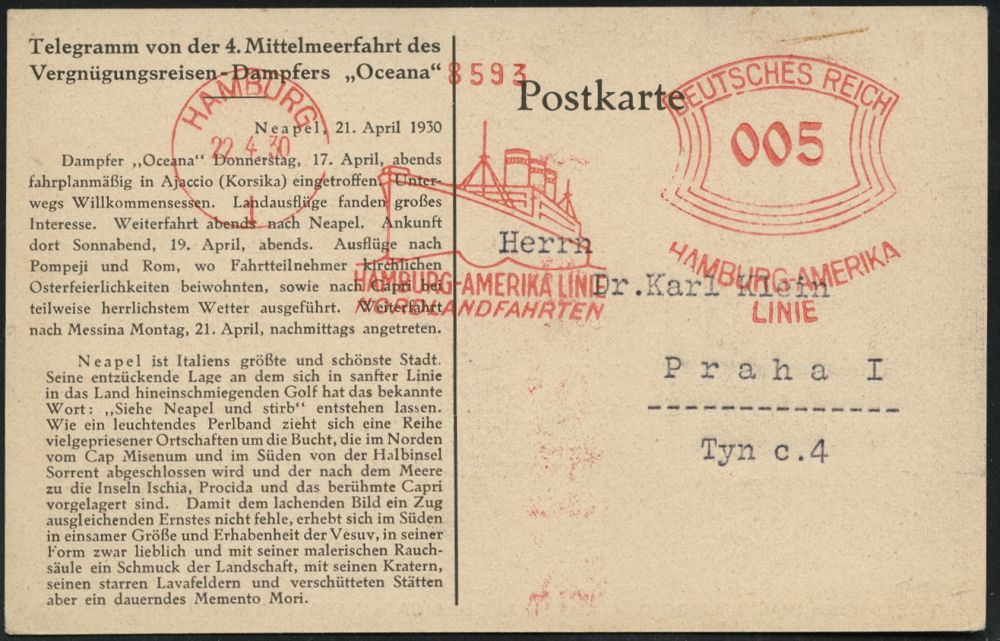 Telegramm von der 4. Mittelmeerfahrt des
Vergnügungsreisen-Dampfers „Oceana“
Neapel, 21. April 1930
Dampfer „Oceana“ Donnerstag, 17. April, abends
fahrplanmäßig in Ajaccio (Korsika) eingetroffen. Unter-
wegs Willkommensessen. Landausflüge fanden großes
Interesse. Weiterfahrt abends nach Neapel. Ankunft
dort Sonnabend, 19. April, abends. Ausflüge nach
Pompeji und Rom, wo Fahrtteilnehmer kirchlichen
Osterfeierlichkeiten beiwohnten, sowie nach Capri bei
teilweise herrlichstem Wetter ausgeführt. Weiterfahrt
nach Messina Montag, 21. April, nachmittags angetreten.
Neapel ist Italiens größte und schönste Stadt.
Seine entzückende Lage an dem sich in sanfter Linie
in das Land hineinschmiegenden Golf hat das bekannte
Wort: „Siehe Neapel und stirb“ entstehen lassen.
Wie ein leuchtendes Perlband zieht sich eine Reihe
vielgepriesener Ortschaften um die Bucht, die im Norden
vom Cap Misenum und im Süden von der Halbinsel
Sorrent abgeschlossen wird und der nach dem Meere
zu die Inseln Ischia, Procida und das berühmte Capri
vorgelagert sind. Damit dem lachenden Bild ein Zug
ausgleichenden Ernstes nicht fehle, erhebt sich im Süden
in einsamer Größe und Erhabenheit der Vesuv, in seiner
Form zwar lieblich und mit seiner malerischen Rauch-
säule ein Schmuck der Landschaft, mit seinen Kratern,
seinen starren Lavafeldern und verschütteten Stätten
aber ein dauerndes Memento Mori.
HAMBURG
22.4.30
1
8593
HAMBURG-AMERIKA LINIE
NORDLANDFAHRTEN
Postkarte
DEUTSCHES REICH
005
HAMBURG-AMERIKA
LINIE
Herrn
Dr.Karl Klein
Praha I
Tyn c.4